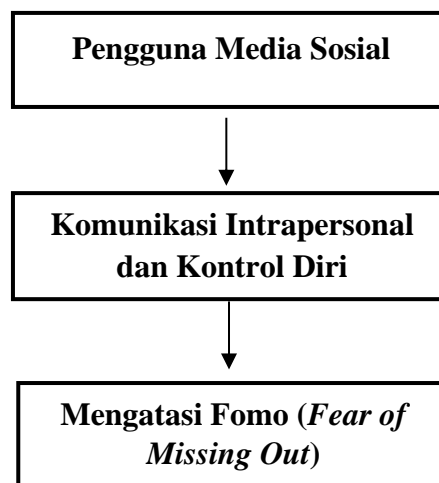 Pengguna Media Sosial
Komunikasi Intrapersonal
dan Kontrol Diri
Mengatasi Fomo (Fear of
Missing Out)